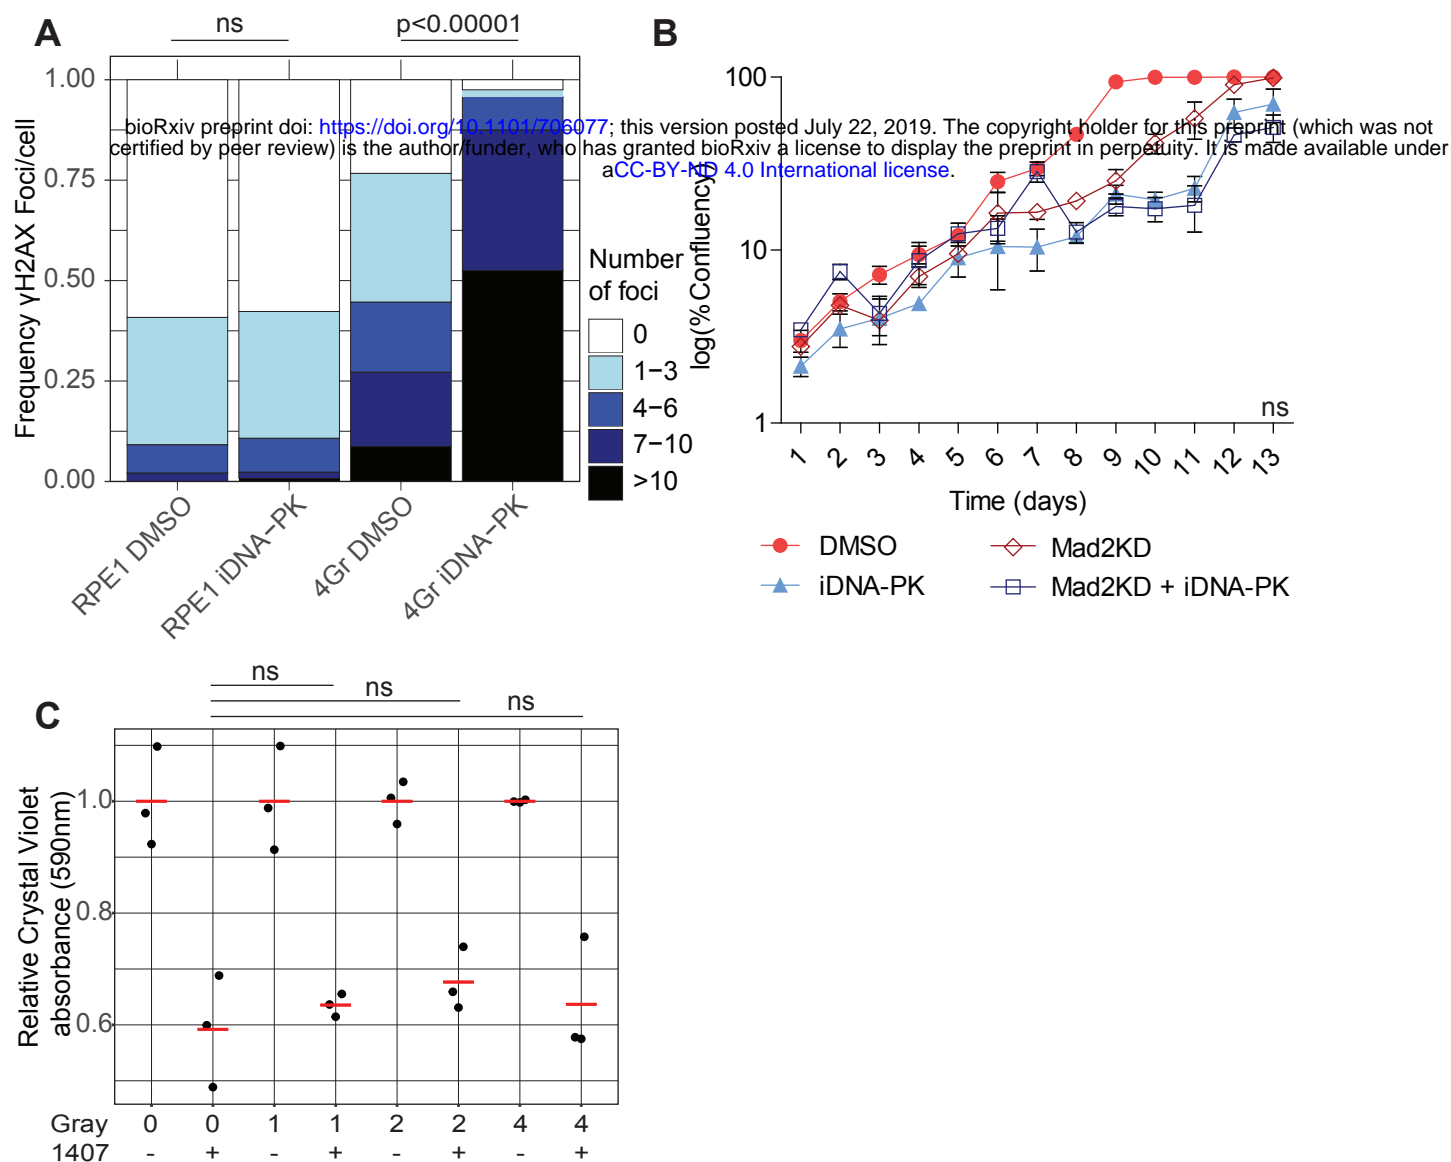 A
ns
p<0.00001
B
1.00
0.75
0.50
0.25
0.00
Frequency γH2AX Foci/cell
RPE1 DMSO
RPE1 iDNA−PK
4Gr DMSO
4Gr iDNA−PK
Number
of foci
0
1−3
4−6
7−10
>10
bioRxiv preprint doi: https://doi.org/10.1101/706077; this version posted July 22, 2019. The copyright holder for this preprint (which was not
certified by peer review) is the author/funder, who has granted bioRxiv a license to display the preprint in perpetuity. It is made available under
aCC-BY-ND 4.0 International license.
100
10
1
log(%Confluency)
ns
1 2 3 4 5 6 7 8 9 10 11 12 13
Time (days)
DMSO
Mad2KD
iDNA-PK
Mad2KD + iDNA-PK
C
ns
ns
ns
1.0
0.8
0.6
Relative Crystal Violet
absorbance (590nm)
Gray 0 0 1 1 2 2 4 4
1407 - + - + - + - +